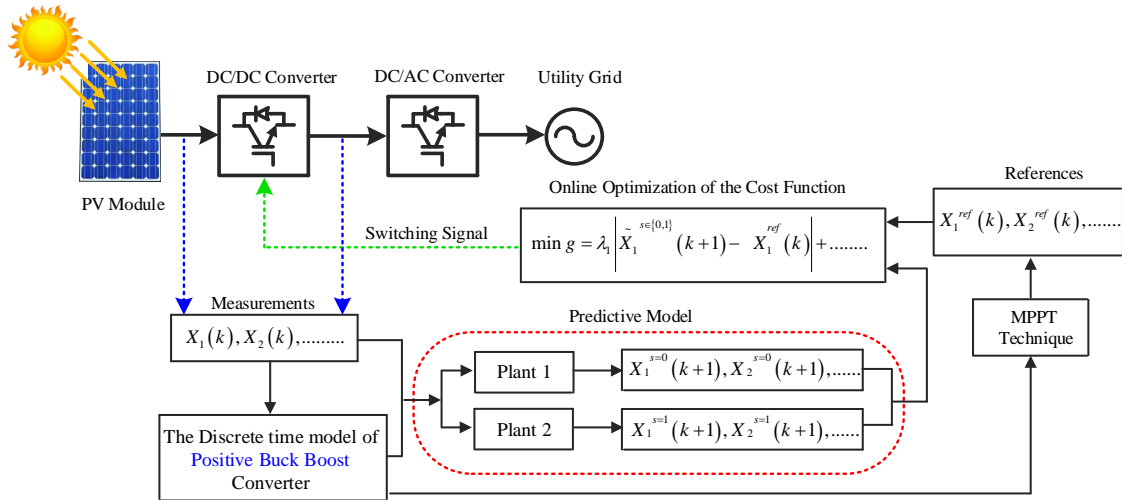 DC/DC Converter
DC/AC Converter
Utility Grid
PV Module
Online Optimization of the Cost Function
References
Switching Signal
min g = λ₁ | X̃₁^{s∈{0,1}} (k+1) − X₁^{ref} (k) | + ........
X₁^{ref} (k), X₂^{ref} (k), .......
Measurements
X₁(k), X₂(k), .........
Predictive Model
MPPT
Technique
Plant 1
X₁^{s=0} (k+1), X₂^{s=0} (k+1), ......
Plant 2
X₁^{s=1} (k+1), X₂^{s=1} (k+1), ......
The Discrete time model of
Positive Buck Boost
Converter